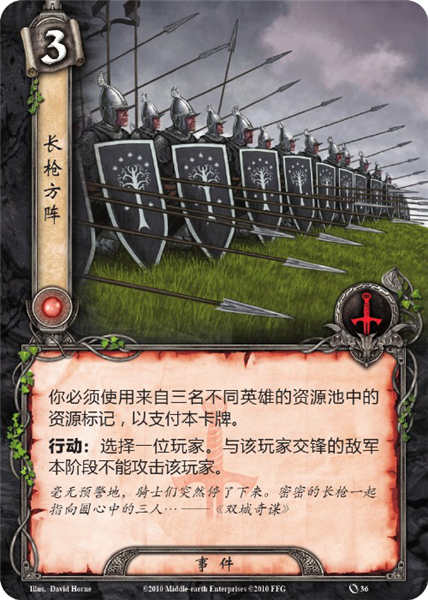 3
长枪方阵
你必须使用来自三名不同英雄的资源池中的
资源标记，以支付本卡牌。
行动：选择一位玩家。与该玩家交锋的敌军
本阶段不能攻击该玩家。
毫无预警地，骑士们突然停了下来。密密的长枪一起
指向圆心中的三人… ——《双城奇谋》
事件
Illus. David Horne
©2010 Middle-earth Enterprises ©2010 FFG
36